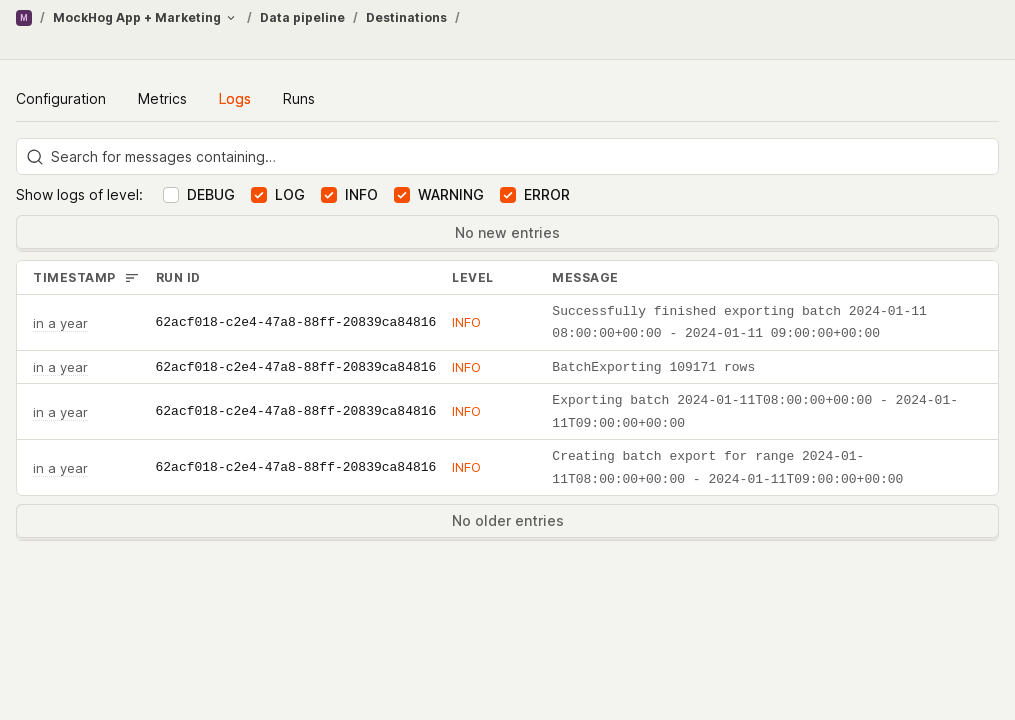 M / MockHog App + Marketing / Data pipeline / Destinations /
Configuration Metrics Logs Runs
Search for messages containing…
Show logs of level: DEBUG LOG INFO WARNING ERROR
No new entries
TIMESTAMP RUN ID LEVEL MESSAGE
in a year 62acf018-c2e4-47a8-88ff-20839ca84816 INFO Successfully finished exporting batch 2024-01-11
08:00:00+00:00 - 2024-01-11 09:00:00+00:00
in a year 62acf018-c2e4-47a8-88ff-20839ca84816 INFO BatchExporting 109171 rows
in a year 62acf018-c2e4-47a8-88ff-20839ca84816 INFO Exporting batch 2024-01-11T08:00:00+00:00 - 2024-01-
11T09:00:00+00:00
in a year 62acf018-c2e4-47a8-88ff-20839ca84816 INFO Creating batch export for range 2024-01-
11T08:00:00+00:00 - 2024-01-11T09:00:00+00:00
No older entries